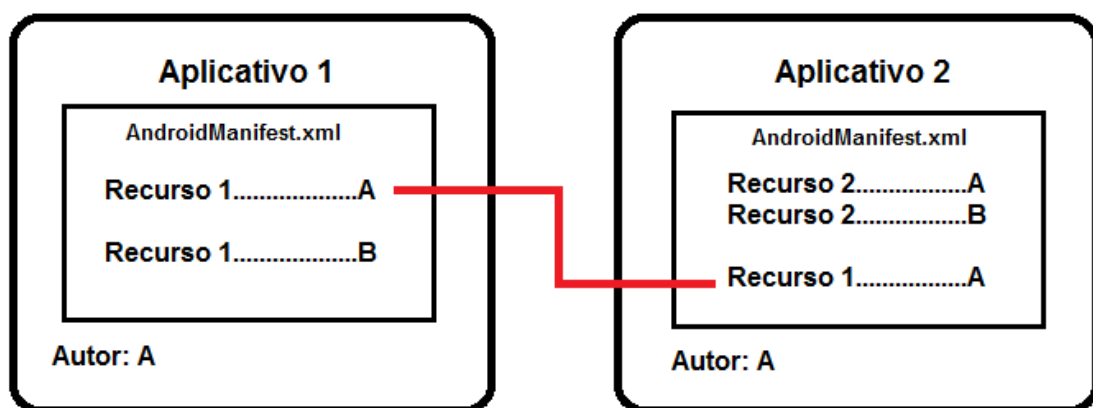 Aplicativo 1
AndroidManifest.xml
Recurso 1...................A
Recurso 1...................B
Autor: A
Aplicativo 2
AndroidManifest.xml
Recurso 2.................A
Recurso 2.................B
Recurso 1.................A
Autor: A